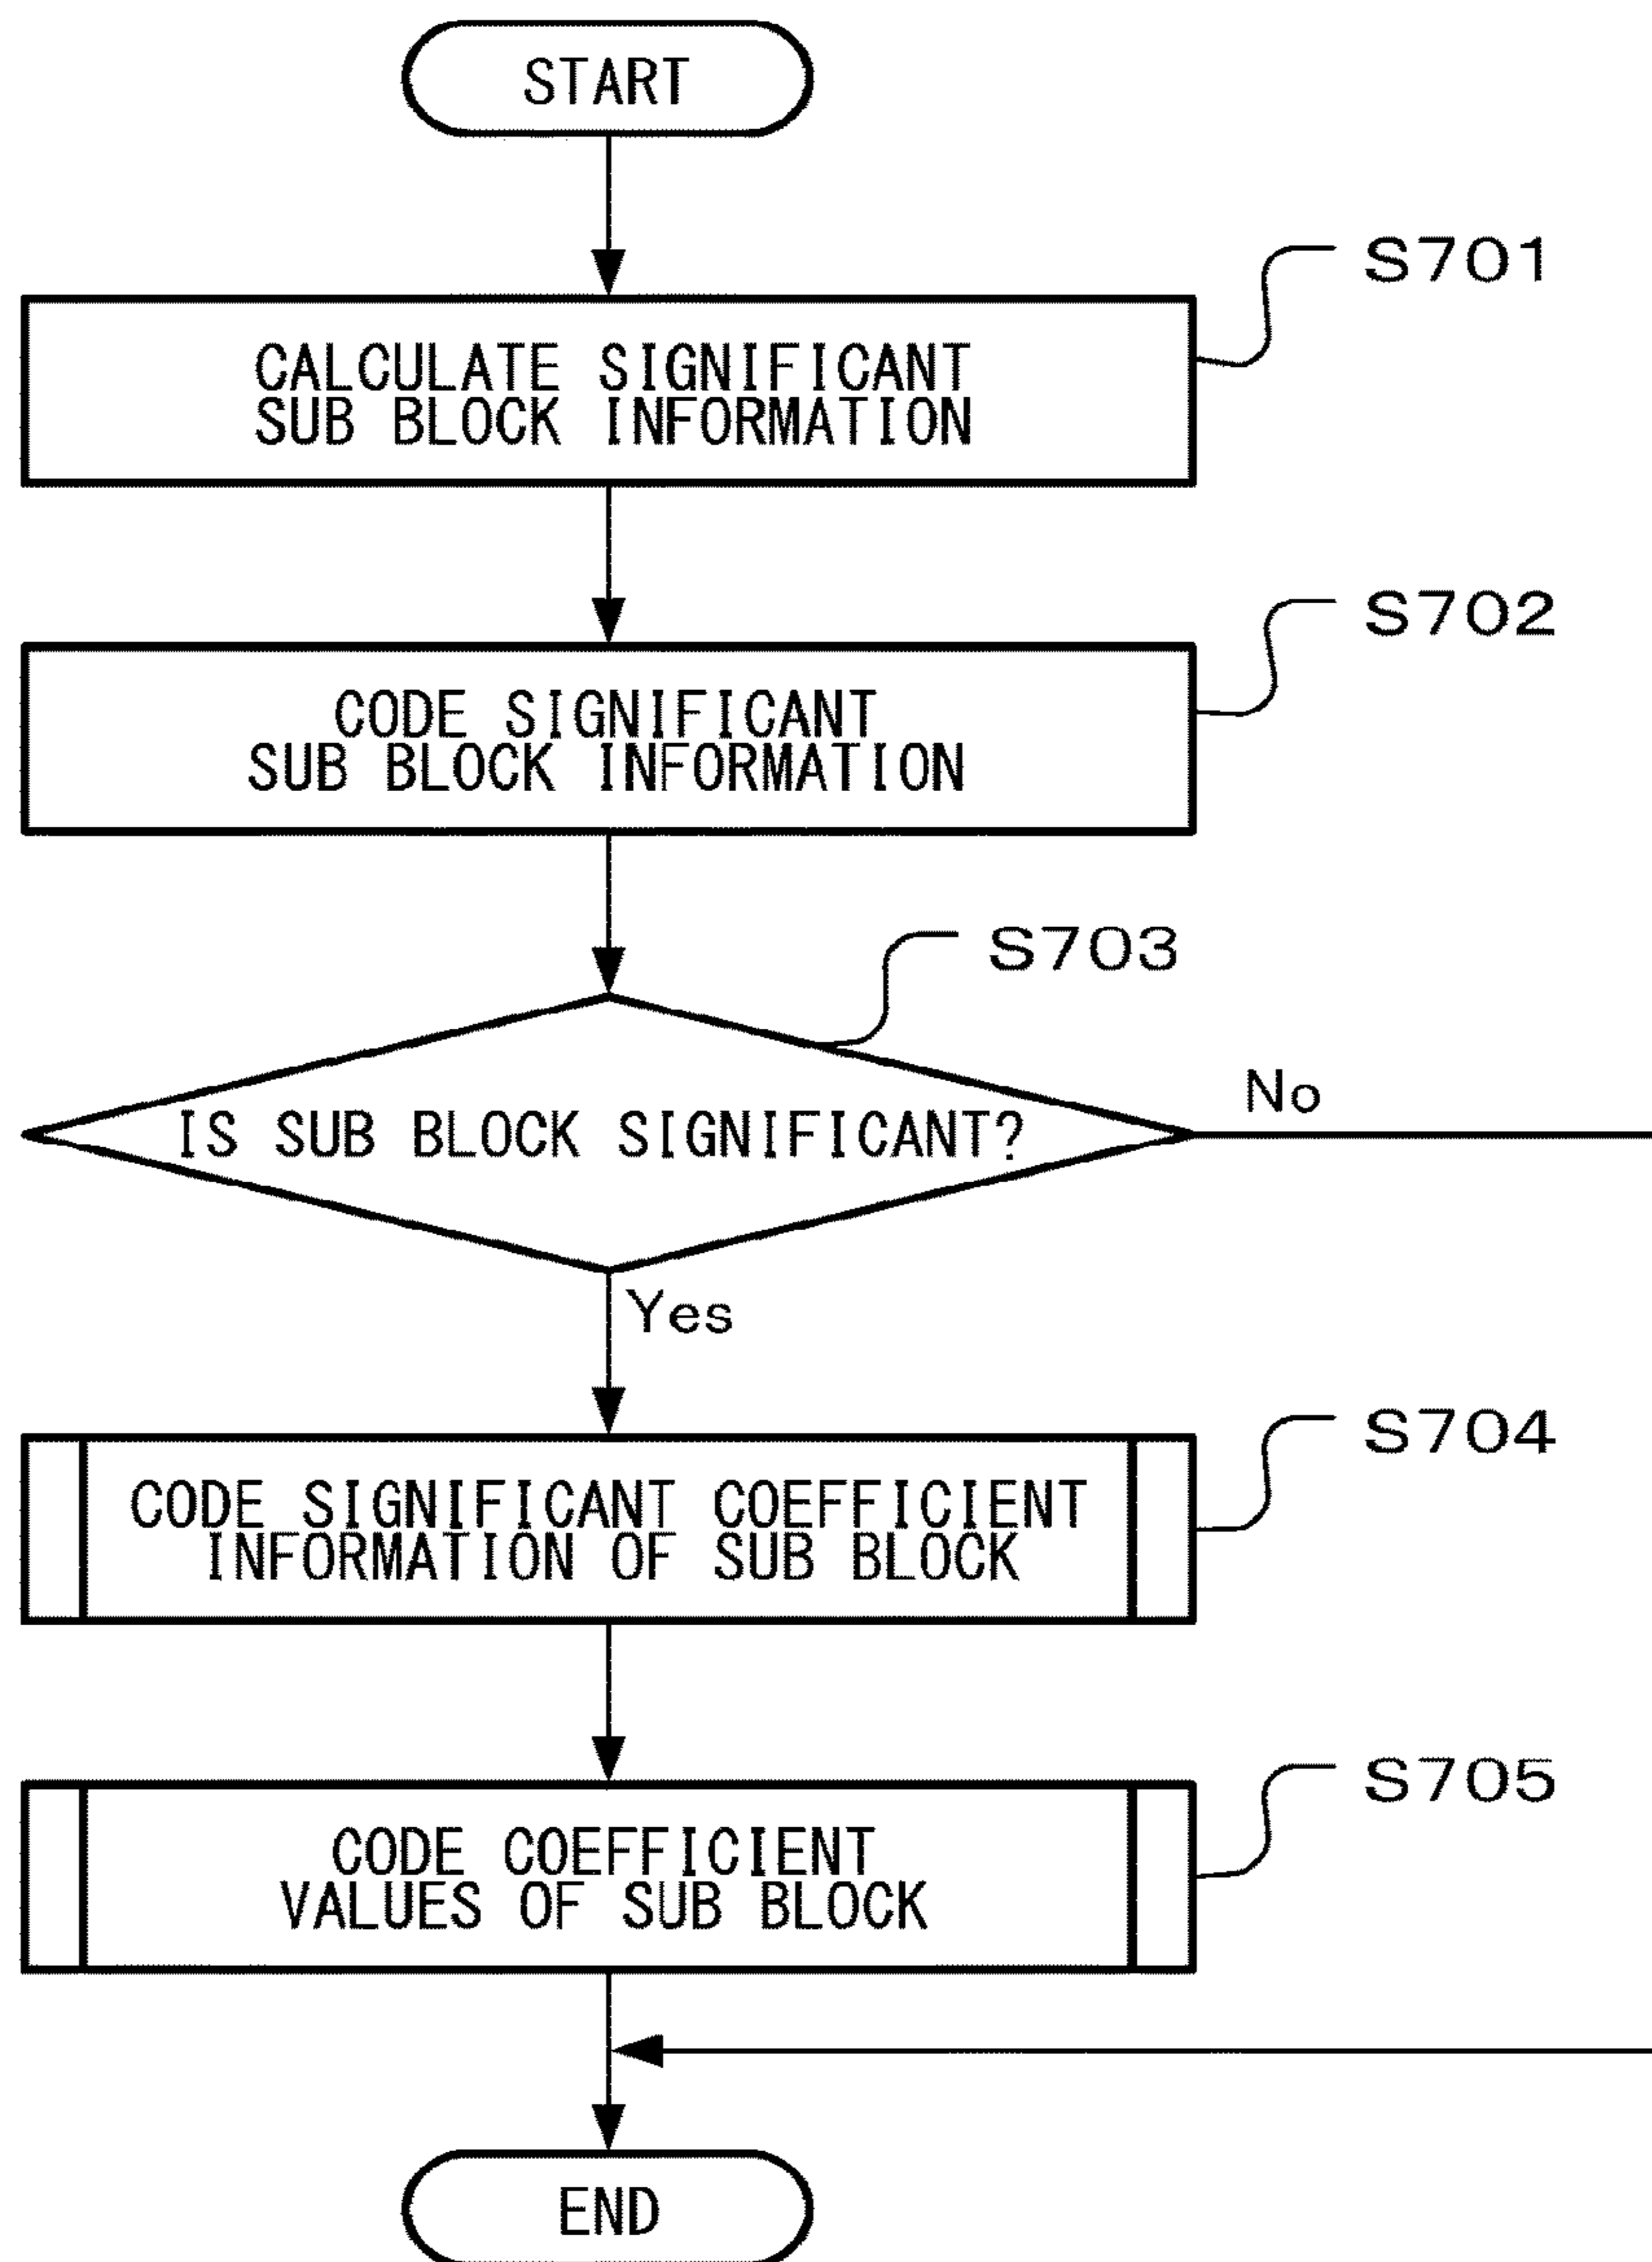 START
S701
CALCULATE SIGNIFICANT
SUB BLOCK INFORMATION
S702
CODE SIGNIFICANT
SUB BLOCK INFORMATION
S703
IS SUB BLOCK SIGNIFICANT?
No
Yes
S704
CODE SIGNIFICANT COEFFICIENT
INFORMATION OF SUB BLOCK
S705
CODE COEFFICIENT
VALUES OF SUB BLOCK
END